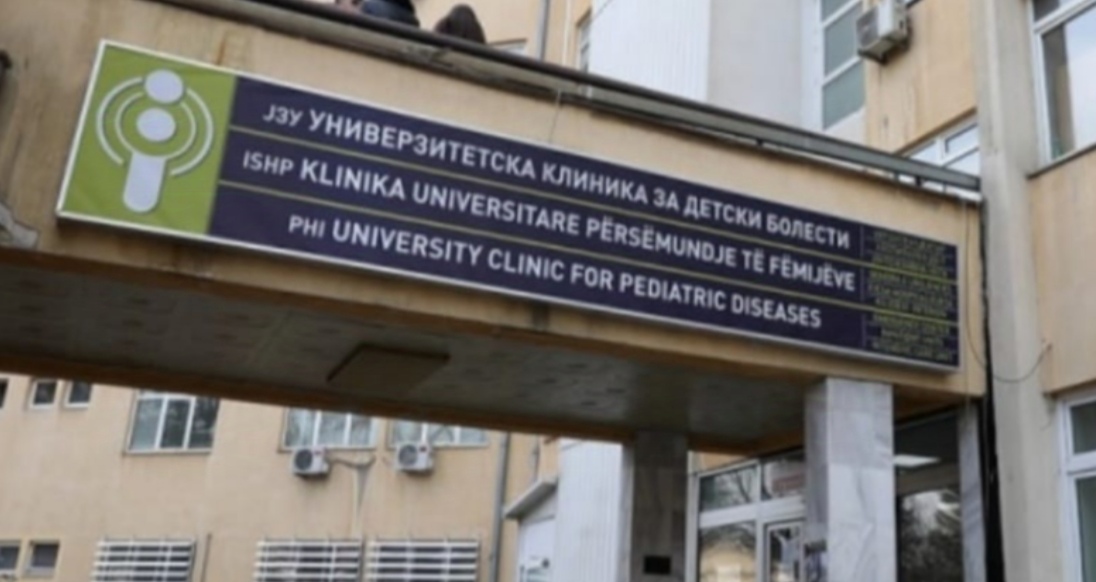 ЈЗУ УНИВЕРЗИТЕТСКА КЛИНИКА ЗА ДЕТСКИ БОЛЕСТИ
ISHP KLINIKA UNIVERSITARE PËRSËMUNDJE TË FËMIJËVE
PHI UNIVERSITY CLINIC FOR PEDIATRIC DISEASES